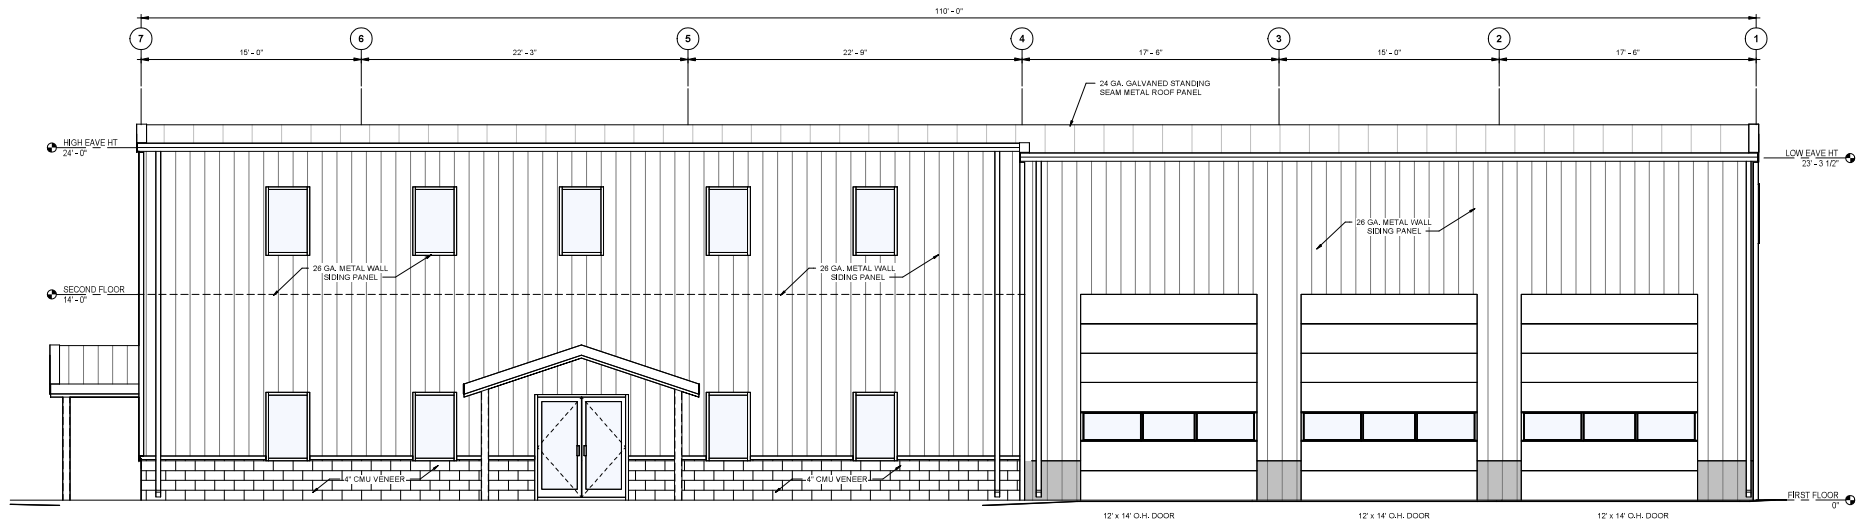 110' - 0"
7 6 5 4 3 2 1
15' - 0" 22' - 3" 22' - 9" 17' - 6" 15' - 0" 17' - 6"
24 GA. GALVANED STANDING
SEAM METAL ROOF PANEL
HIGH EAVE HT
24' - 0"
LOW EAVE HT
23' - 3 1/2"
26 GA. METAL WALL
SIDING PANEL
26 GA. METAL WALL
SIDING PANEL
26 GA. METAL WALL
SIDING PANEL
SECOND FLOOR
14' - 0"
4" CMU VENEER
4" CMU VENEER
FIRST FLOOR
0"
12' x 14' O.H. DOOR
12' x 14' O.H. DOOR
12' x 14' O.H. DOOR